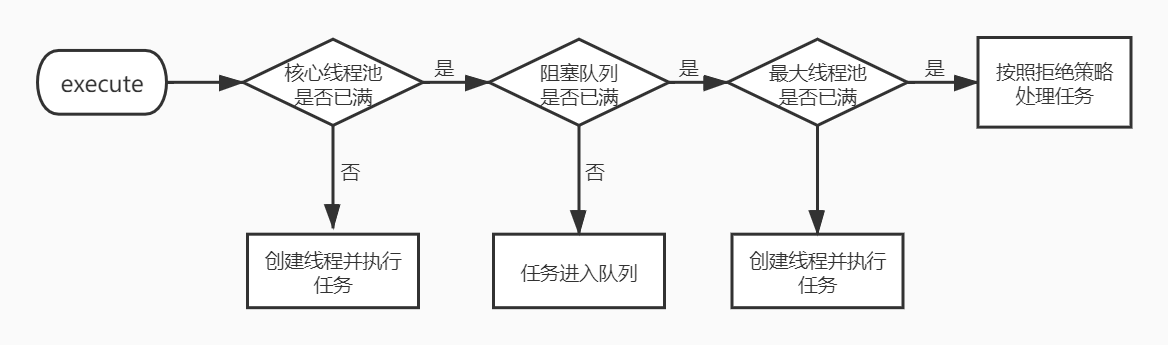 execute
核心线程池
是否已满
是
阻塞队列
是否已满
是
最大线程池
是否已满
是
按照拒绝策略
处理任务
否
否
创建线程并执行
任务
任务进入队列
创建线程并执行
任务